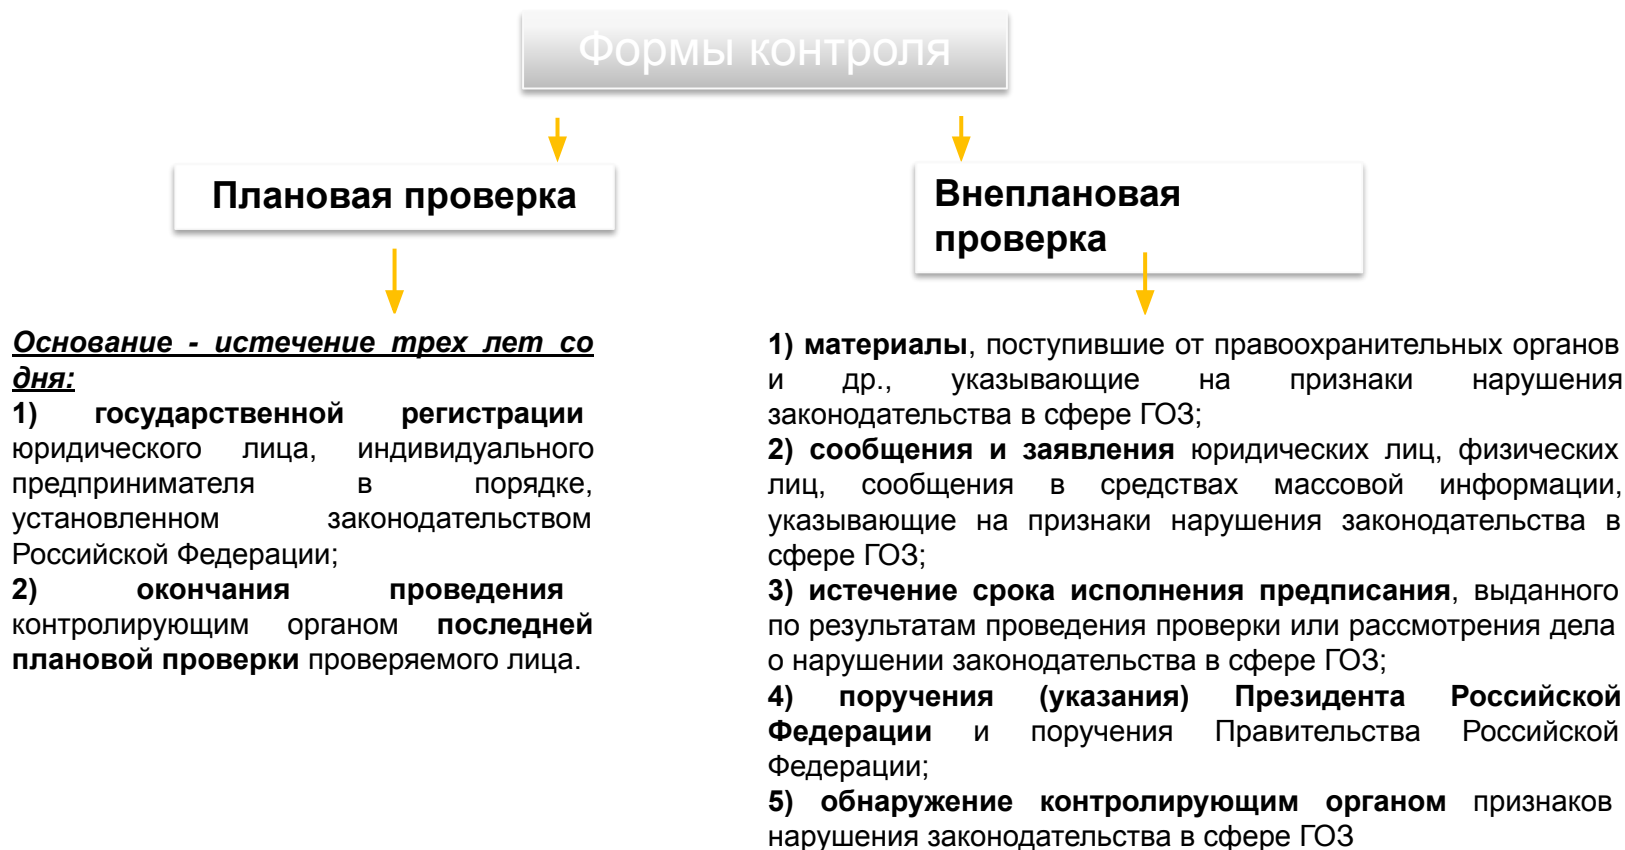 Формы контроля
Плановая проверка
Основание - истечение трех лет со
дня:
1) государственной регистрации
юридического лица, индивидуального
предпринимателя в порядке,
установленном законодательством
Российской Федерации;
2) окончания проведения
контролирующим органом последней
плановой проверки проверяемого лица.
Внеплановая
проверка
1) материалы, поступившие от правоохранительных органов
и др., указывающие на признаки нарушения
законодательства в сфере ГОЗ;
2) сообщения и заявления юридических лиц, физических
лиц, сообщения в средствах массовой информации,
указывающие на признаки нарушения законодательства в
сфере ГОЗ;
3) истечение срока исполнения предписания, выданного
по результатам проведения проверки или рассмотрения дела
о нарушении законодательства в сфере ГОЗ;
4) поручения (указания) Президента Российской
Федерации и поручения Правительства Российской
Федерации;
5) обнаружение контролирующим органом признаков
нарушения законодательства в сфере ГОЗ